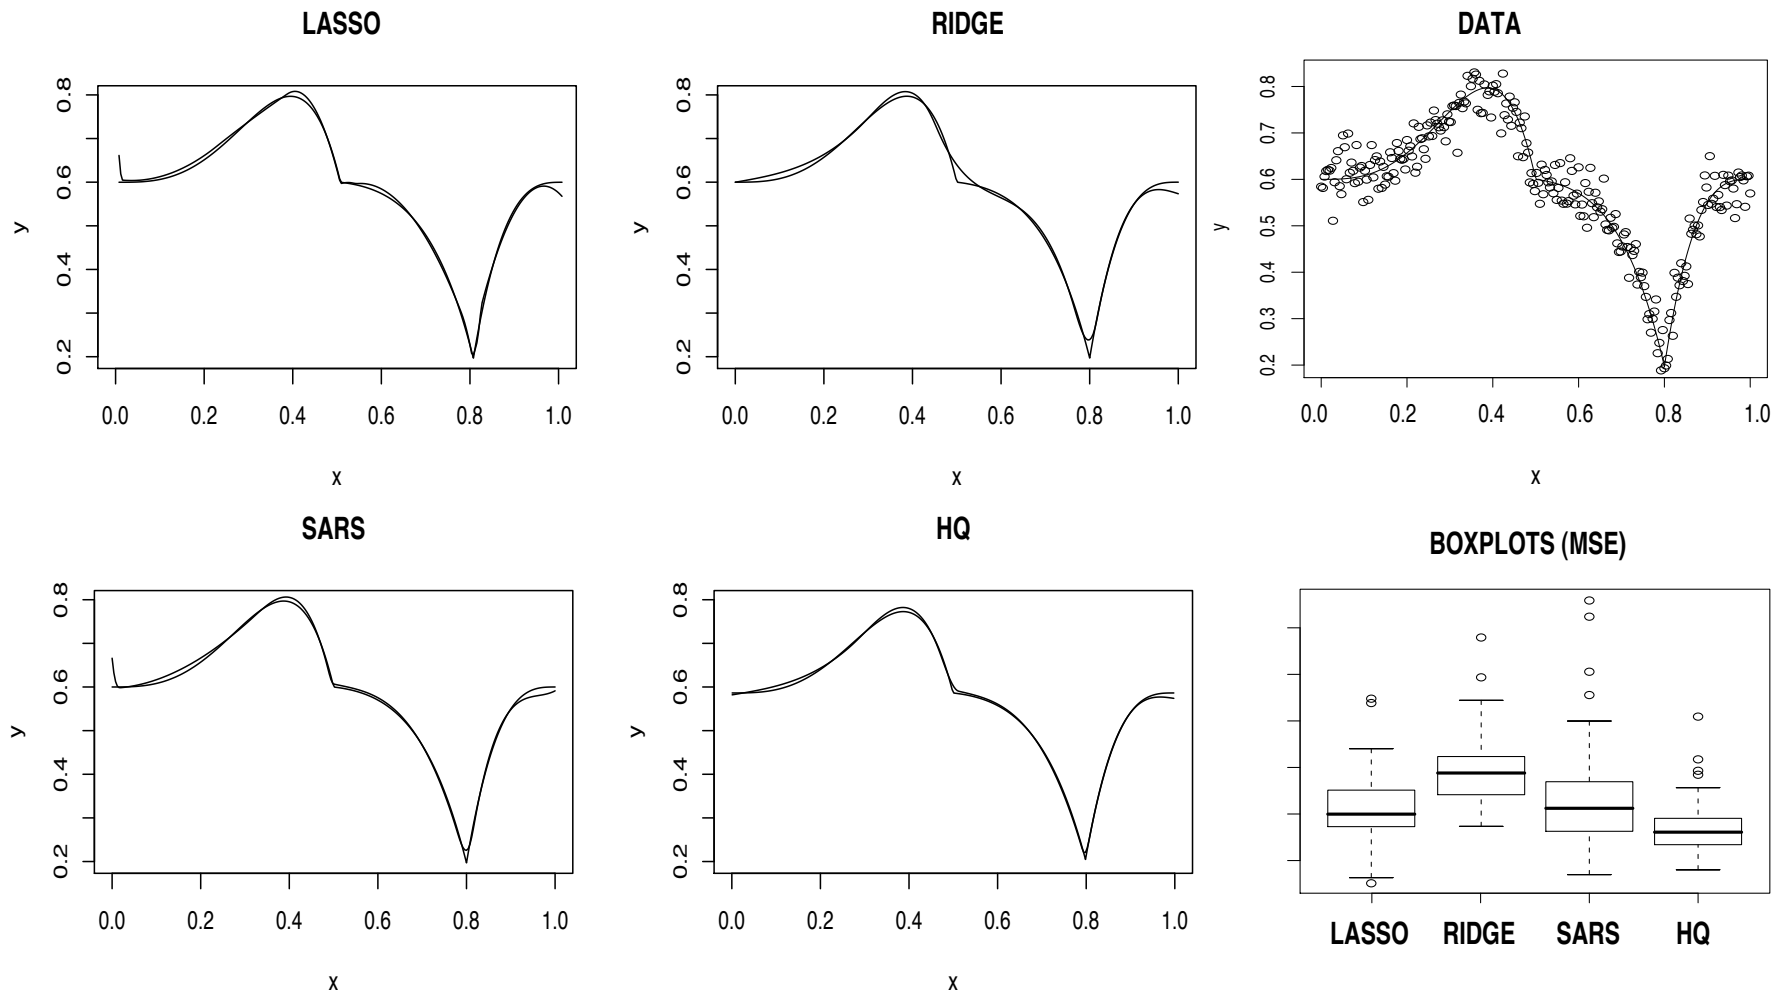 LASSO
0.2 0.4 0.6 0.8
y
0.0 0.2 0.4 0.6 0.8 1.0
x
RIDGE
0.2 0.4 0.6 0.8
y
0.0 0.2 0.4 0.6 0.8 1.0
x
DATA
0.2 0.3 0.4 0.5 0.6 0.7 0.8
y
0.0 0.2 0.4 0.6 0.8 1.0
x
SARS
0.2 0.4 0.6 0.8
y
0.0 0.2 0.4 0.6 0.8 1.0
x
HQ
0.2 0.4 0.6 0.8
y
0.0 0.2 0.4 0.6 0.8 1.0
x
BOXPLOTS (MSE)
LASSO RIDGE SARS HQ